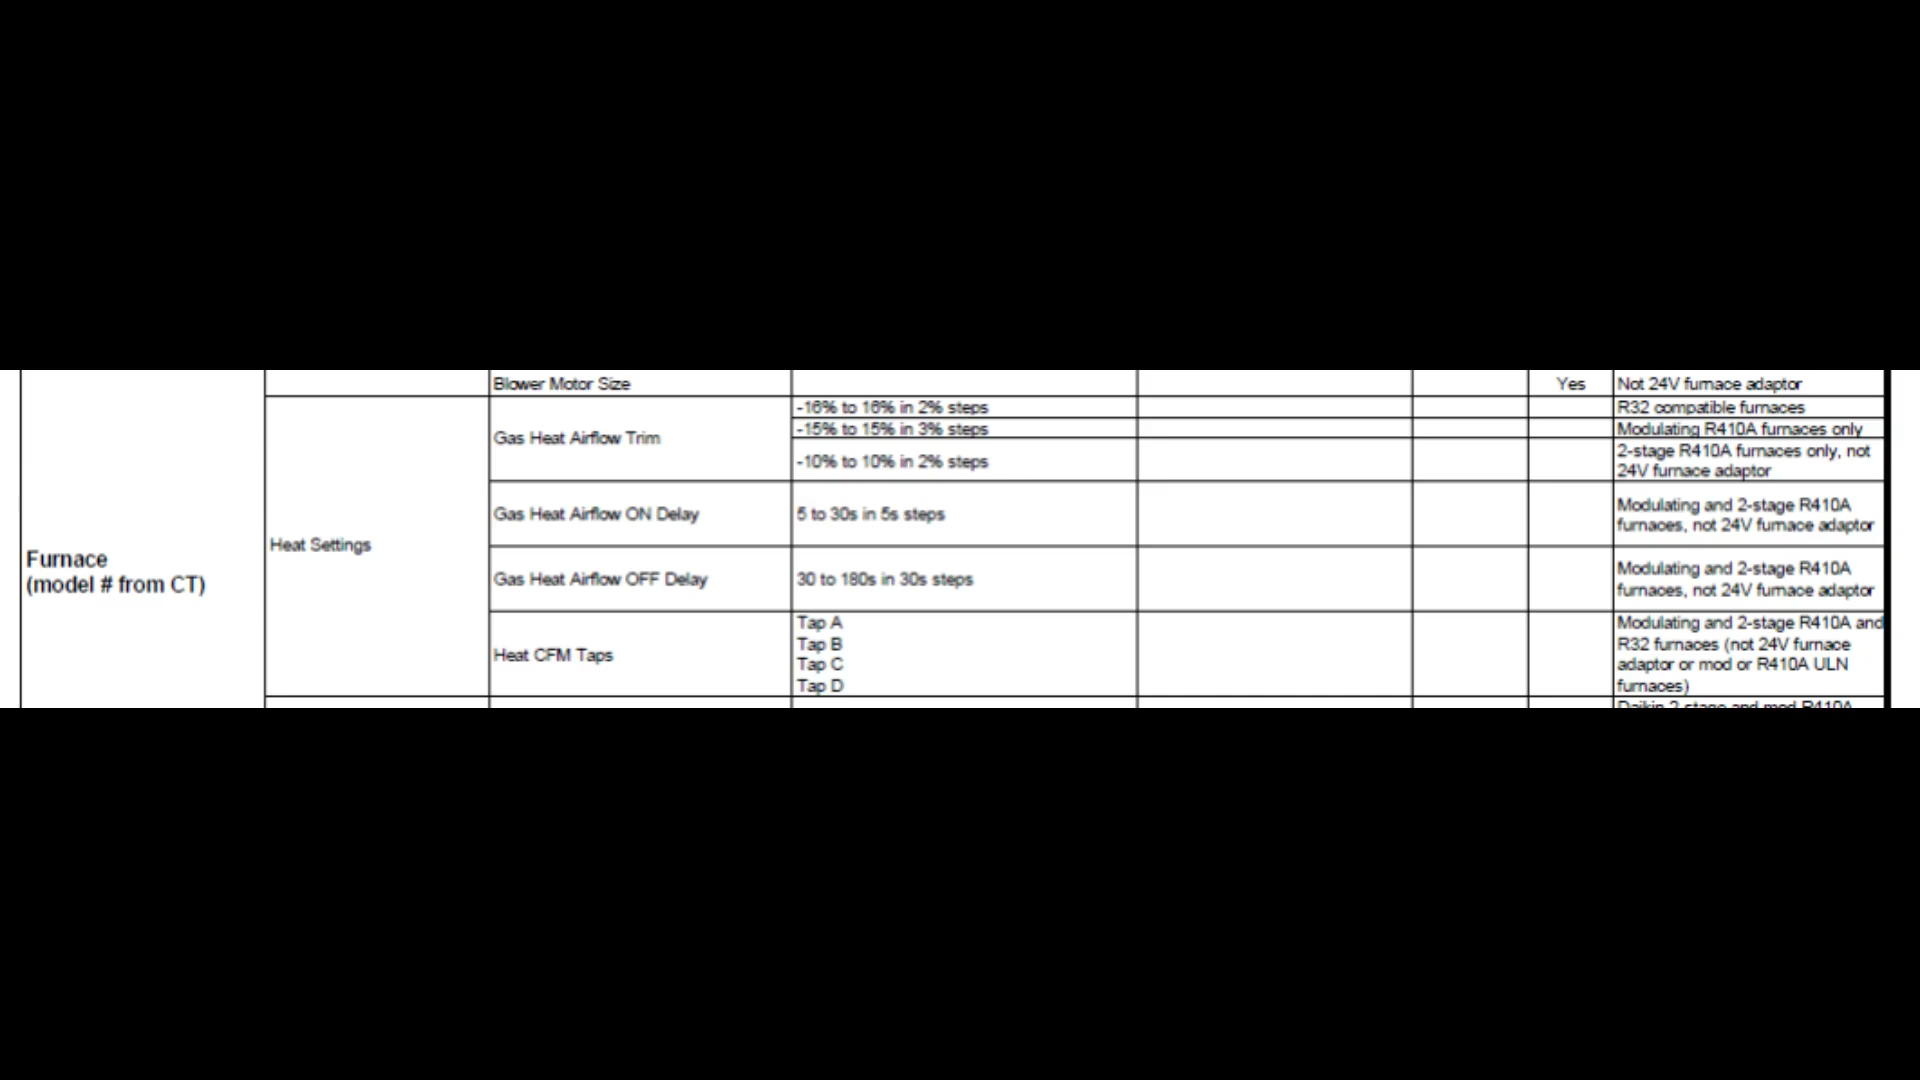 Blower Motor Size Yes Not 24V furnace adaptor
Furnace
(model # from CT)
Heat Settings
Gas Heat Airflow Trim
-16% to 16% in 2% steps R32 compatible furnaces
-15% to 15% in 3% steps Modulating R410A furnaces only
-10% to 10% in 2% steps
2-stage R410A furnaces only, not
24V furnace adaptor
Gas Heat Airflow ON Delay
5 to 30s in 5s steps
Modulating and 2-stage R410A
furnaces, not 24V furnace adaptor
Gas Heat Airflow OFF Delay
30 to 180s in 30s steps
Modulating and 2-stage R410A
furnaces, not 24V furnace adaptor
Heat CFM Taps
Tap A
Tap B
Tap C
Tap D
Modulating and 2-stage R410A and
R32 furnaces (not 24V furnace
adaptor or mod or R410A ULN
furnaces)
Daikin 2-stage and mod R410A